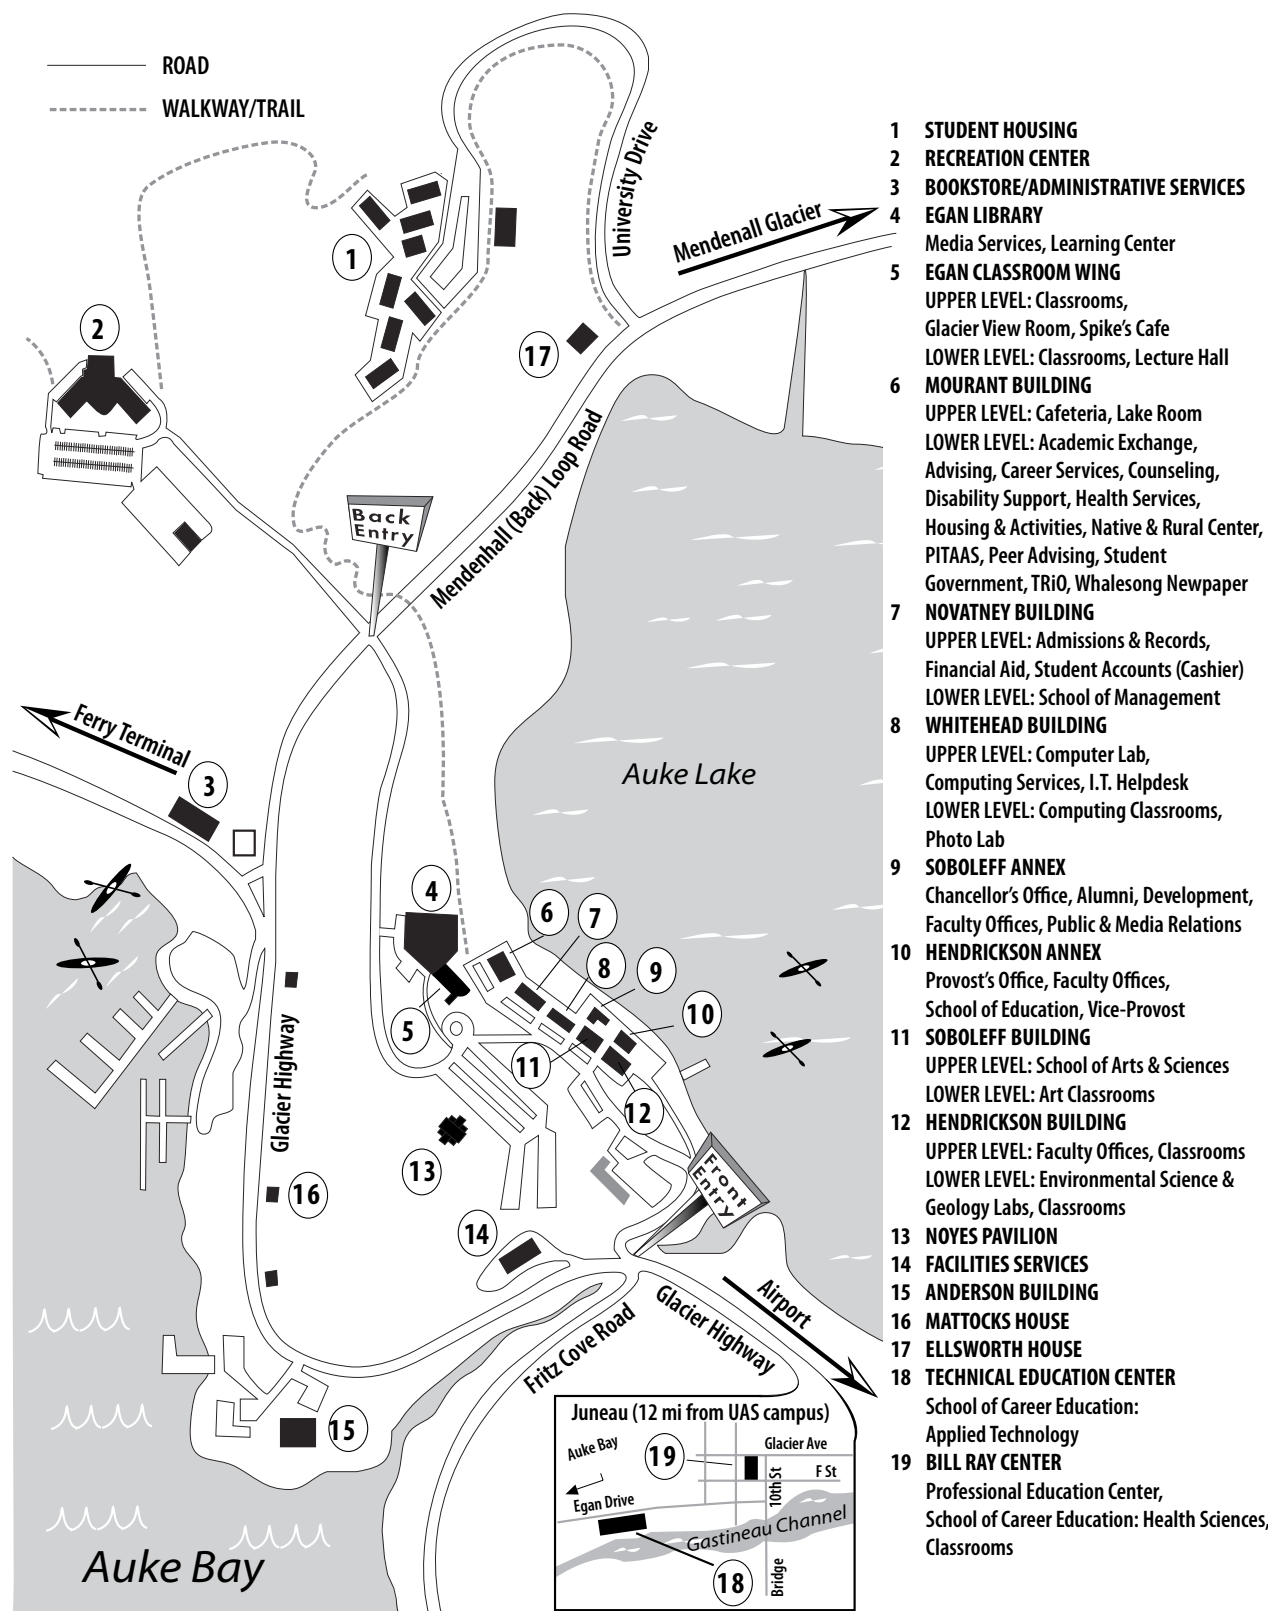 ROAD
WALKWAY/TRAIL
University Drive
Mendenall Glacier
1
2
17
Back
Entry
Mendenhall (Back) Loop Road
Ferry Terminal
3
Auke Lake
4
6
7
8
9
10
5
11
12
Glacier Highway
13
16
14
Front
Entry
Airport
Glacier Highway
Fritz Cove Road
15
Auke Bay
Juneau (12 mi from UAS campus)
Auke Bay
19
Glacier Ave
F St
10th St
Egan Drive
Gastineau Channel
18
Bridge
1 STUDENT HOUSING
2 RECREATION CENTER
3 BOOKSTORE/ADMINISTRATIVE SERVICES
4 EGAN LIBRARY
Media Services, Learning Center
5 EGAN CLASSROOM WING
UPPER LEVEL: Classrooms,
Glacier View Room, Spike's Cafe
LOWER LEVEL: Classrooms, Lecture Hall
6 MOURANT BUILDING
UPPER LEVEL: Cafeteria, Lake Room
LOWER LEVEL: Academic Exchange,
Advising, Career Services, Counseling,
Disability Support, Health Services,
Housing & Activities, Native & Rural Center,
PITAAS, Peer Advising, Student
Government, TRiO, Whalesong Newpaper
7 NOVATNEY BUILDING
UPPER LEVEL: Admissions & Records,
Financial Aid, Student Accounts (Cashier)
LOWER LEVEL: School of Management
8 WHITEHEAD BUILDING
UPPER LEVEL: Computer Lab,
Computing Services, I.T. Helpdesk
LOWER LEVEL: Computing Classrooms,
Photo Lab
9 SOBOLEFF ANNEX
Chancellor's Office, Alumni, Development,
Faculty Offices, Public & Media Relations
10 HENDRICKSON ANNEX
Provost's Office, Faculty Offices,
School of Education, Vice-Provost
11 SOBOLEFF BUILDING
UPPER LEVEL: School of Arts & Sciences
LOWER LEVEL: Art Classrooms
12 HENDRICKSON BUILDING
UPPER LEVEL: Faculty Offices, Classrooms
LOWER LEVEL: Environmental Science &
Geology Labs, Classrooms
13 NOYES PAVILION
14 FACILITIES SERVICES
15 ANDERSON BUILDING
16 MATTOCKS HOUSE
17 ELLSWORTH HOUSE
18 TECHNICAL EDUCATION CENTER
School of Career Education:
Applied Technology
19 BILL RAY CENTER
Professional Education Center,
School of Career Education: Health Sciences,
Classrooms